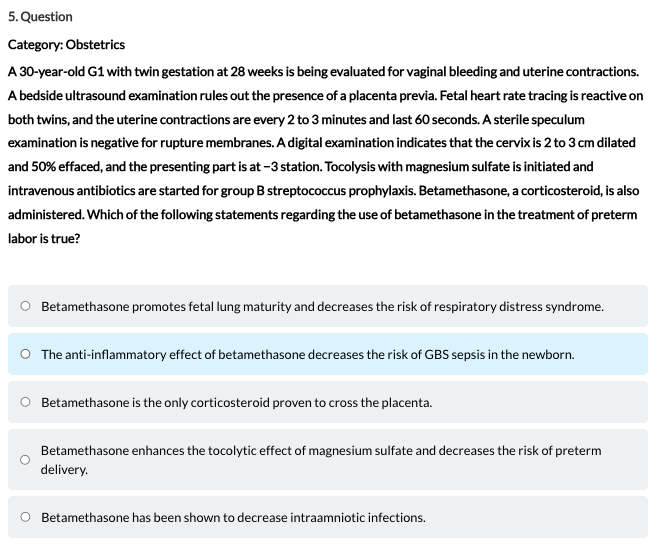 5. Question
Category: Obstetrics
A 30-year-old G1 with twin gestation at 28 weeks is being evaluated for vaginal bleeding and uterine contractions.
A bedside ultrasound examination rules out the presence of a placenta previa. Fetal heart rate tracing is reactive on
both twins, and the uterine contractions are every 2 to 3 minutes and last 60 seconds. A sterile speculum
examination is negative for rupture membranes. A digital examination indicates that the cervix is 2 to 3 cm dilated
and 50% effaced, and the presenting part is at −3 station. Tocolysis with magnesium sulfate is initiated and
intravenous antibiotics are started for group B streptococcus prophylaxis. Betamethasone, a corticosteroid, is also
administered. Which of the following statements regarding the use of betamethasone in the treatment of preterm
labor is true?
Betamethasone promotes fetal lung maturity and decreases the risk of respiratory distress syndrome.
The anti-inflammatory effect of betamethasone decreases the risk of GBS sepsis in the newborn.
Betamethasone is the only corticosteroid proven to cross the placenta.
Betamethasone enhances the tocolytic effect of magnesium sulfate and decreases the risk of preterm
delivery.
Betamethasone has been shown to decrease intraamniotic infections.